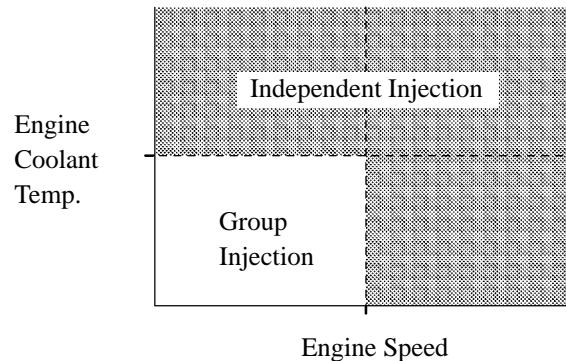 Independent Injection
Engine
Coolant
Temp.
Group
Injection
Engine Speed